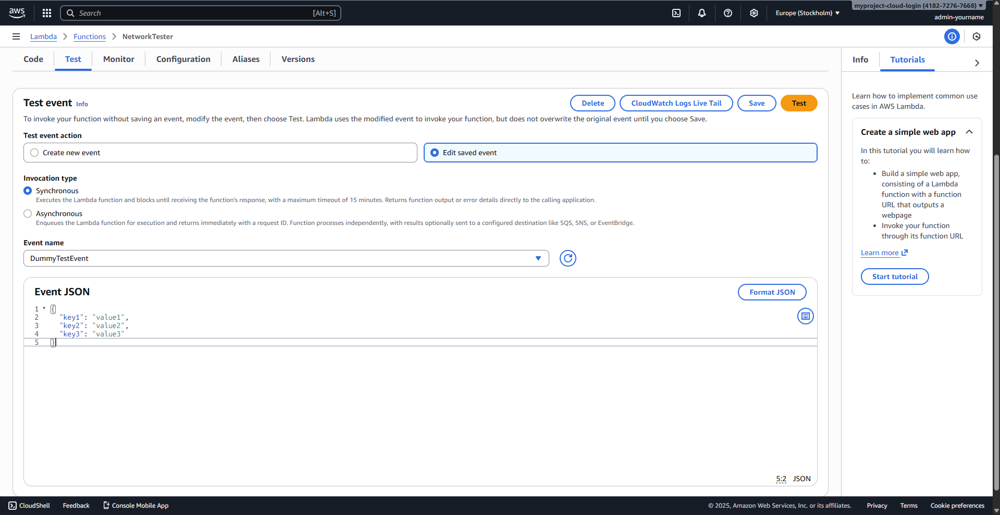 aws
Search [Alt+S]
Europe (Stockholm)
myproject-cloud-login (4182-7276-7668)
admin-yourname
Lambda > Functions > NetworkTester
Code
Test
Monitor
Configuration
Aliases
Versions
Test event Info
Delete
CloudWatch Logs Live Tail
Save
Test
To invoke your function without saving an event, modify the event, then choose Test. Lambda uses the modified event to invoke your function, but does not overwrite the original event until you choose Save.
Test event action
Create new event
Edit saved event
Invocation type
Synchronous
Executes the Lambda function and blocks until receiving the function's response, with a maximum timeout of 15 minutes. Returns function output or error details directly to the calling application.
Asynchronous
Enqueues the Lambda function for execution and returns immediately with a request ID. Function processes independently, with results optionally sent to a configured destination like SQS, SNS, or EventBridge.
Event name
DummyTestEvent
Event JSON
Format JSON
1 {
2 "key1": "value1",
3 "key2": "value2",
4 "key3": "value3"
5 }
5:2 JSON
Info
Tutorials
Learn how to implement common use
cases in AWS Lambda.
Create a simple web app
In this tutorial you will learn how
to:
• Build a simple web app,
consisting of a Lambda
function with a function
URL that outputs a
webpage
• Invoke your function
through its function URL
Learn more
Start tutorial
CloudShell
Feedback
Console Mobile App
© 2025, Amazon Web Services, Inc. or its affiliates.
Privacy
Terms
Cookie preferences